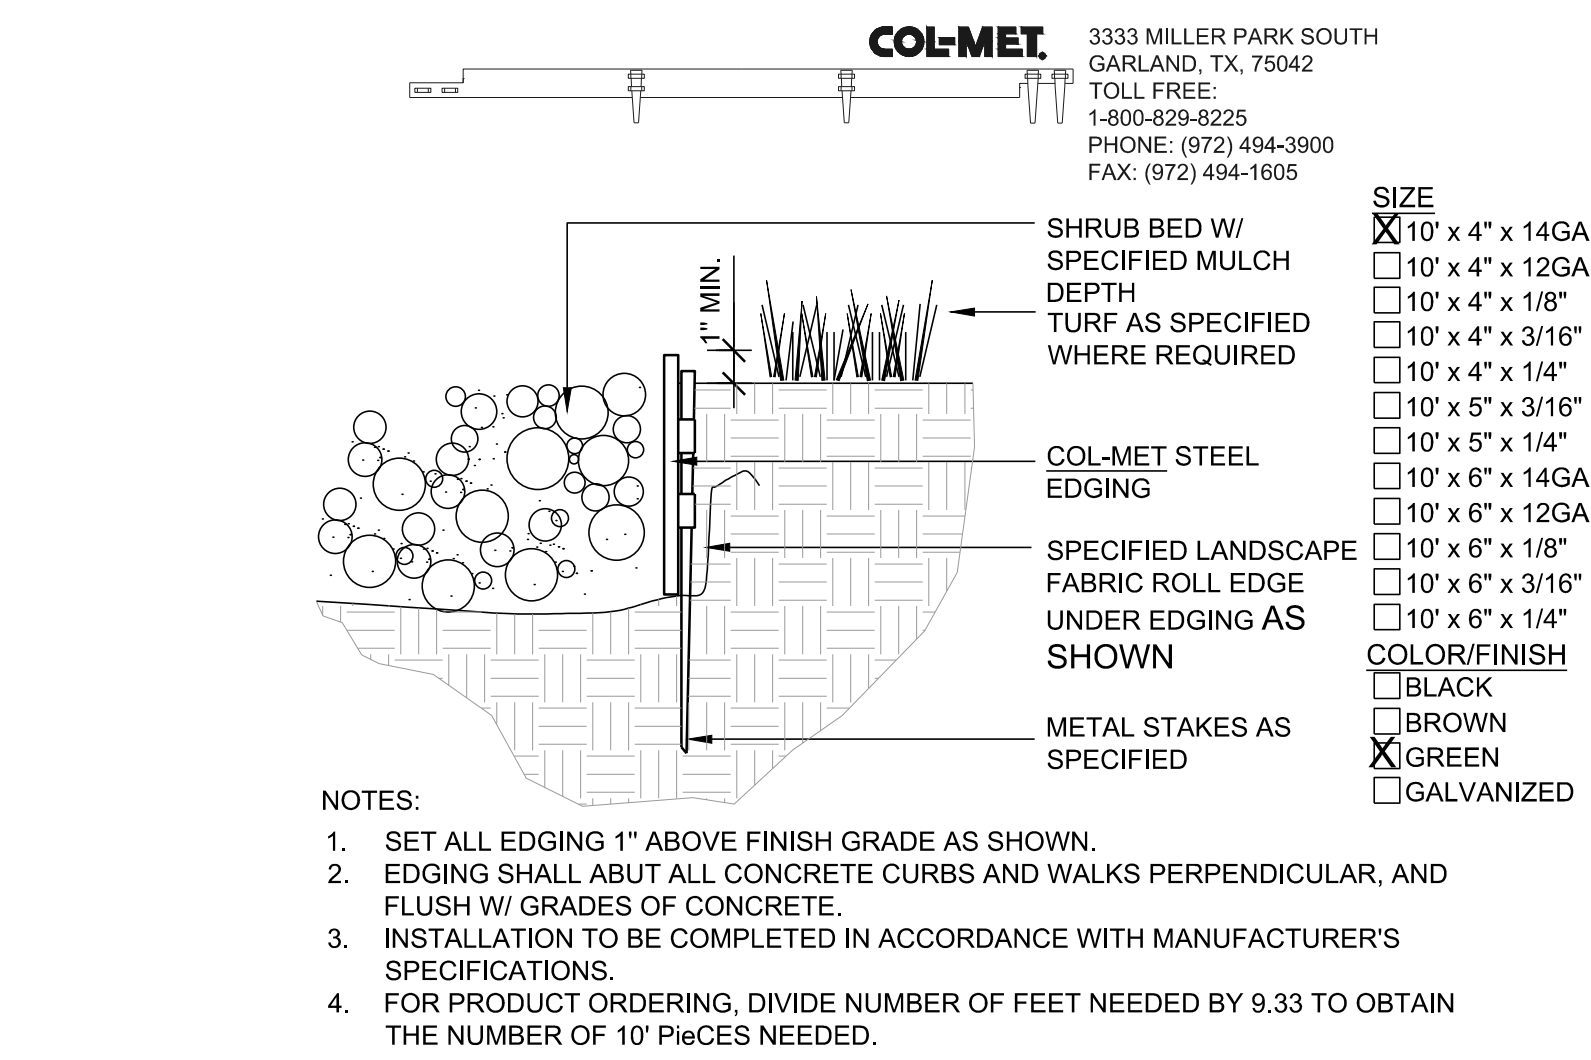 COL-MET.
3333 MILLER PARK SOUTH
GARLAND, TX, 75042
TOLL FREE:
1-800-829-8225
PHONE: (972) 494-3900
FAX: (972) 494-1605
SHRUB BED W/
SPECIFIED MULCH
DEPTH
TURF AS SPECIFIED
WHERE REQUIRED
1" MIN.
COL-MET STEEL
EDGING
SPECIFIED LANDSCAPE
FABRIC ROLL EDGE
UNDER EDGING AS
SHOWN
METAL STAKES AS
SPECIFIED
SIZE
X 10' x 4" x 14GA
10' x 4" x 12GA
10' x 4" x 1/8"
10' x 4" x 3/16"
10' x 4" x 1/4"
10' x 5" x 3/16"
10' x 5" x 1/4"
10' x 6" x 14GA
10' x 6" x 12GA
10' x 6" x 1/8"
10' x 6" x 3/16"
10' x 6" x 1/4"
COLOR/FINISH
BLACK
BROWN
X GREEN
GALVANIZED
NOTES:
1. SET ALL EDGING 1" ABOVE FINISH GRADE AS SHOWN.
2. EDGING SHALL ABUT ALL CONCRETE CURBS AND WALKS PERPENDICULAR, AND
FLUSH W/ GRADES OF CONCRETE.
3. INSTALLATION TO BE COMPLETED IN ACCORDANCE WITH MANUFACTURER'S
SPECIFICATIONS.
4. FOR PRODUCT ORDERING, DIVIDE NUMBER OF FEET NEEDED BY 9.33 TO OBTAIN
THE NUMBER OF 10' PieCES NEEDED.